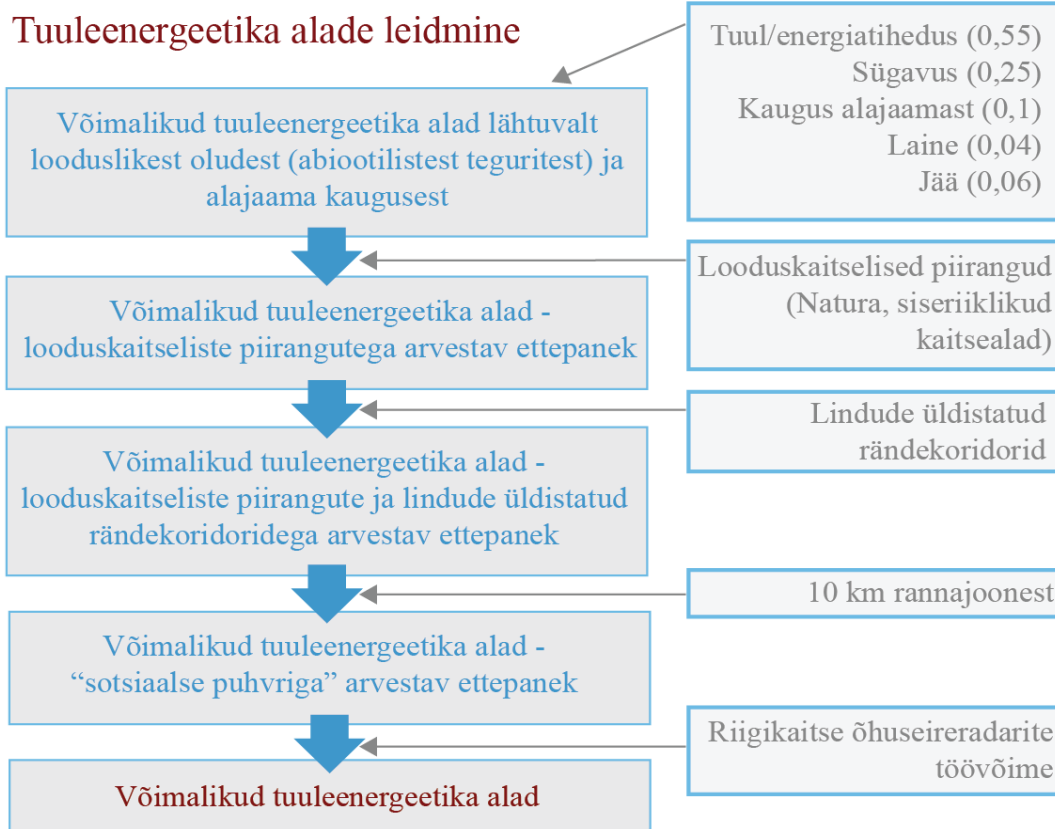 Tuuleenergeetika alade leidmine
Tuul/energiatihedus (0,55)
Sügavus (0,25)
Kaugus alajaamast (0,1)
Laine (0,04)
Jää (0,06)
Võimalikud tuuleenergeetika alad lähtuvalt
looduslikest oludest (abiootilistest teguritest) ja
alajaama kaugusest
Looduskaitselised piirangud
(Natura, siseriiklikud
kaitsealad)
Võimalikud tuuleenergeetika alad -
looduskaitseliste piirangutega arvestav ettepanek
Lindude üldistatud
rändekoridorid
Võimalikud tuuleenergeetika alad -
looduskaitseliste piirangute ja lindude üldistatud
rändekoridoridega arvestav ettepanek
10 km rannajoonest
Võimalikud tuuleenergeetika alad -
“sotsiaalse puhvriga” arvestav ettepanek
Riigikaitse õhuseireradarite
töövõime
Võimalikud tuuleenergeetika alad